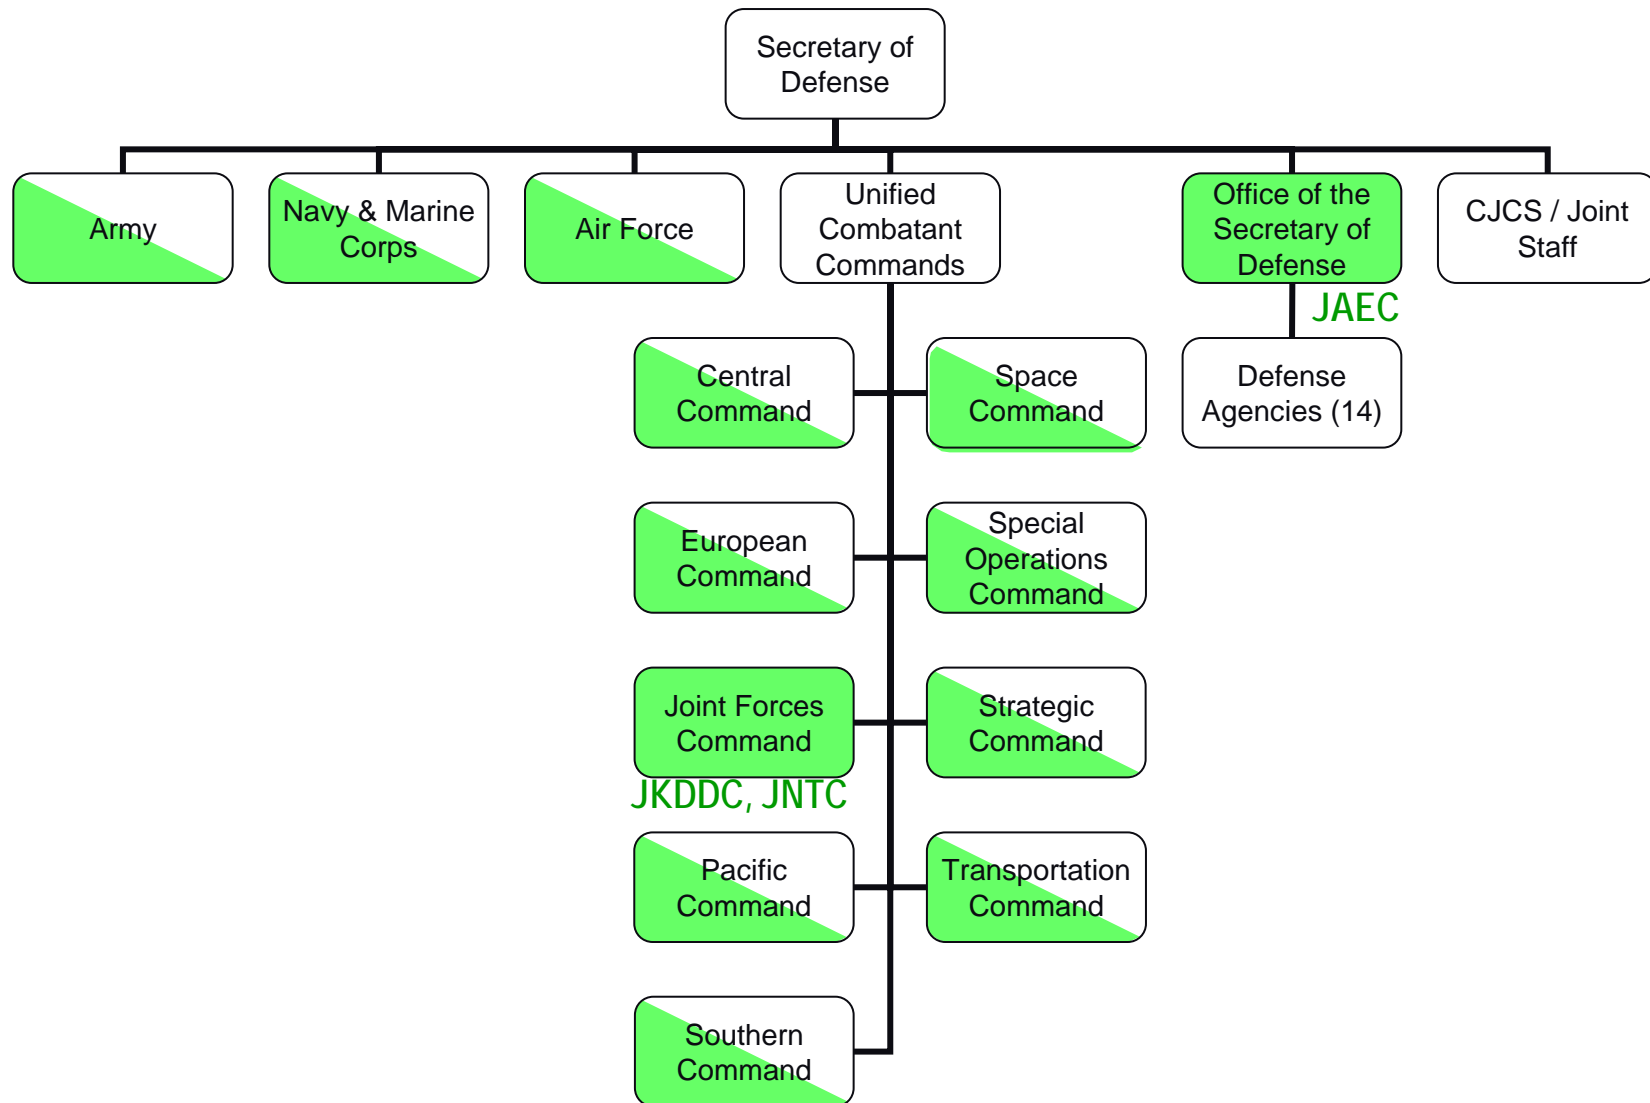 Secretary of
Defense
Army
Navy & Marine
Corps
Air Force
Unified
Combatant
Commands
Office of the
Secretary of
Defense
CJCS / Joint
Staff
JAEC
Central
Command
Space
Command
Defense
Agencies (14)
European
Command
Special
Operations
Command
Joint Forces
Command
Strategic
Command
JKDDC, JNTC
Pacific
Command
Transportation
Command
Southern
Command